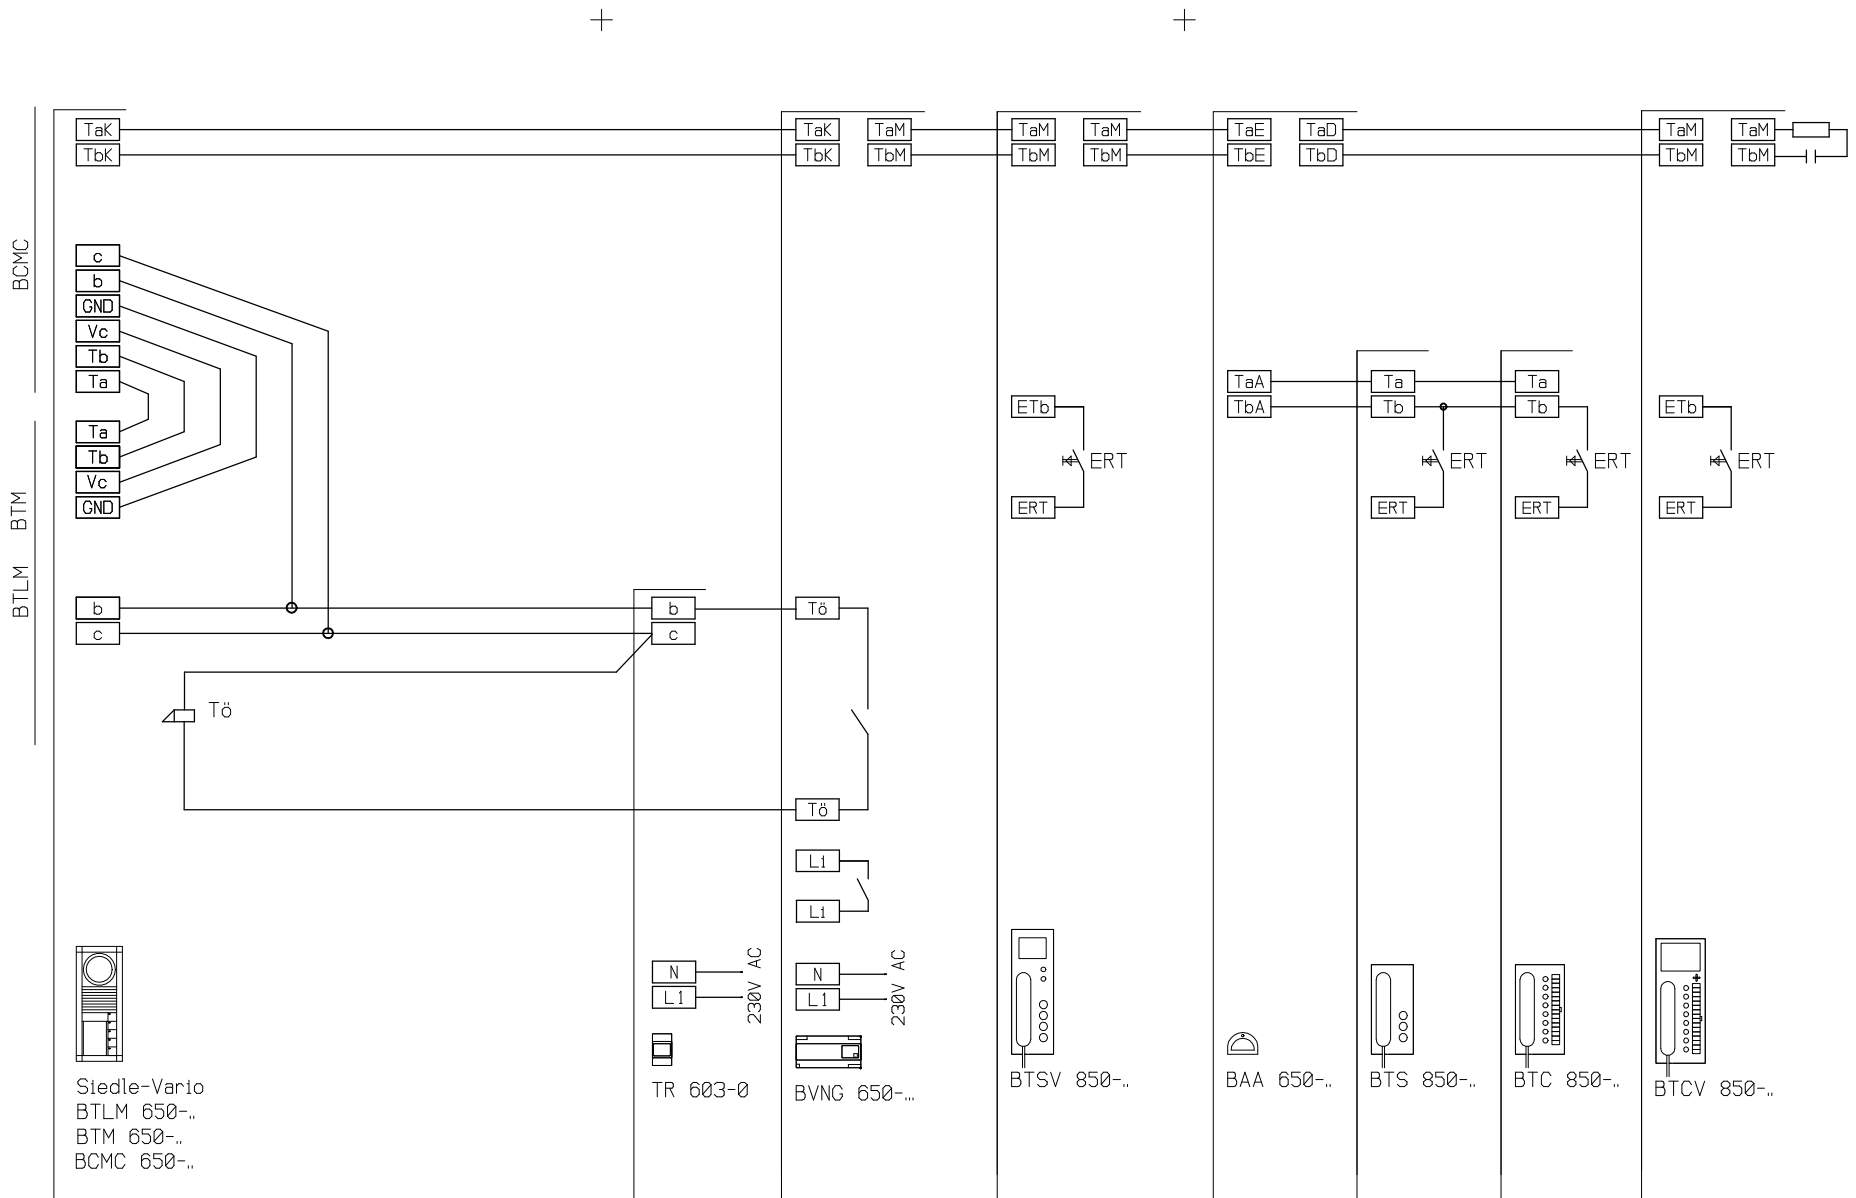 TaK TaK TaM TaM TaM TaE TaD TaM TaM
TbK TbK TbM TbM TbM TbE TbD TbM TbM
BCMC
c
b
GND
Vc
Tb
Ta
TaA Ta Ta
ETb TbA Tb Tb ETb
BTLM BTM
Ta
Tb
Vc
GND
ERT ERT ERT ERT
ERT ERT ERT ERT
b b Tö
c c
Tö
Tö
Li
Li
N N
L1 L1
230V AC 230V AC
Siedle-Vario
BTLM 650-..
BTM 650-..
BCMC 650-..
TR 603-0
BVNG 650-...
BTSV 850-..
BAA 650-..
BTS 850-..
BTC 850-..
BTCV 850-..